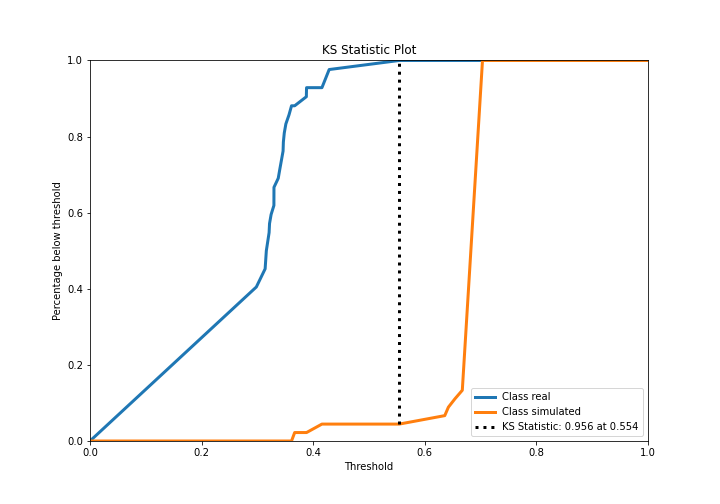 KS Statistic Plot
1.0
0.8
0.6
0.4
0.2
0.0
Percentage below threshold
0.0 0.2 0.4 0.6 0.8 1.0
Threshold
Class real
Class simulated
KS Statistic: 0.956 at 0.554